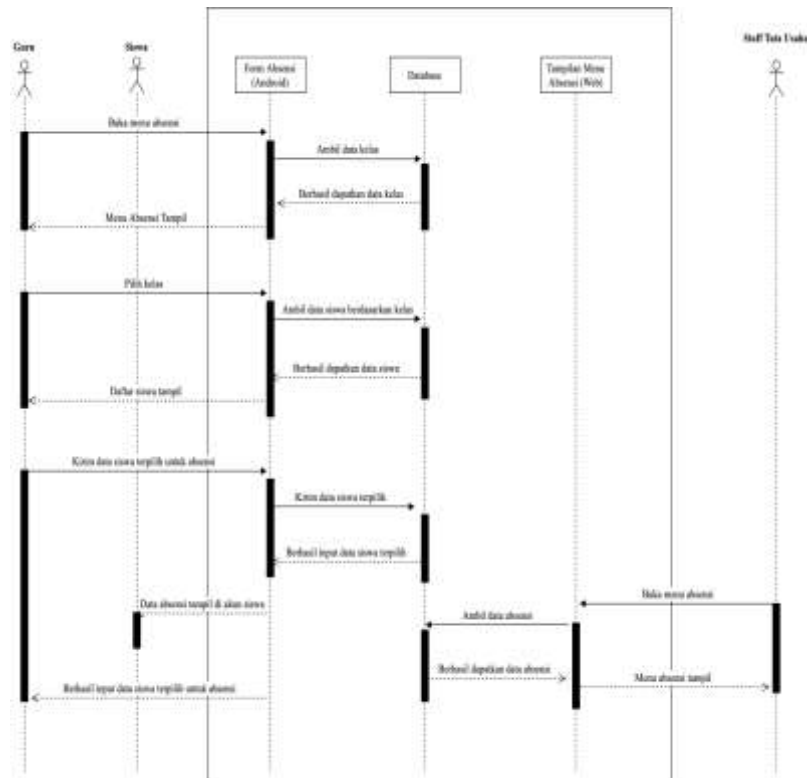 Guru
Siswa
Staff Tata Usaha
Form Absensi
(Android)
Database
Tampilan Menu
Absensi (Web)
Buka menu absensi
Ambil data kelas
Berhasil dapatkan data kelas
Menu Absensi Tampil
Pilih kelas
Ambil data siswa berdasarkan kelas
Berhasil dapatkan data siswa
Daftar siswa tampil
Kirim data siswa terpilih untuk absensi
Kirim data siswa terpilih
Berhasil input data siswa terpilih
Buka menu absensi
Data absensi tampil di akun siswa
Ambil data absensi
Berhasil dapatkan data absensi
Menu absensi tampil
Berhasil input data siswa terpilih untuk absensi